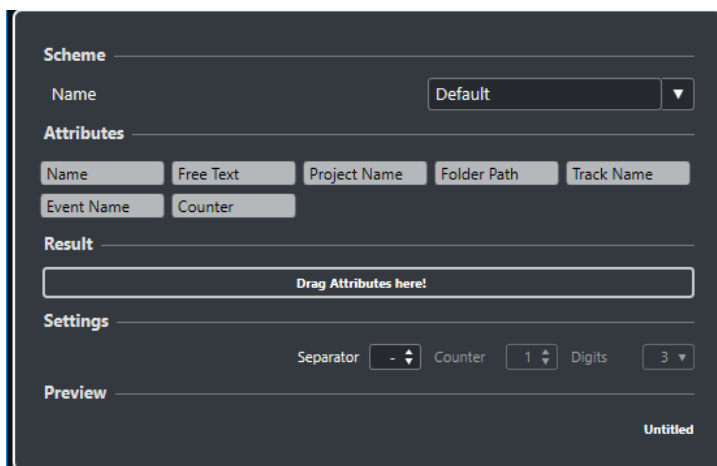 Scheme
Name Default
Attributes
Name Free Text Project Name Folder Path Track Name
Event Name Counter
Result
Drag Attributes here!
Settings
Separator - Counter 1 Digits 3
Preview
Untitled